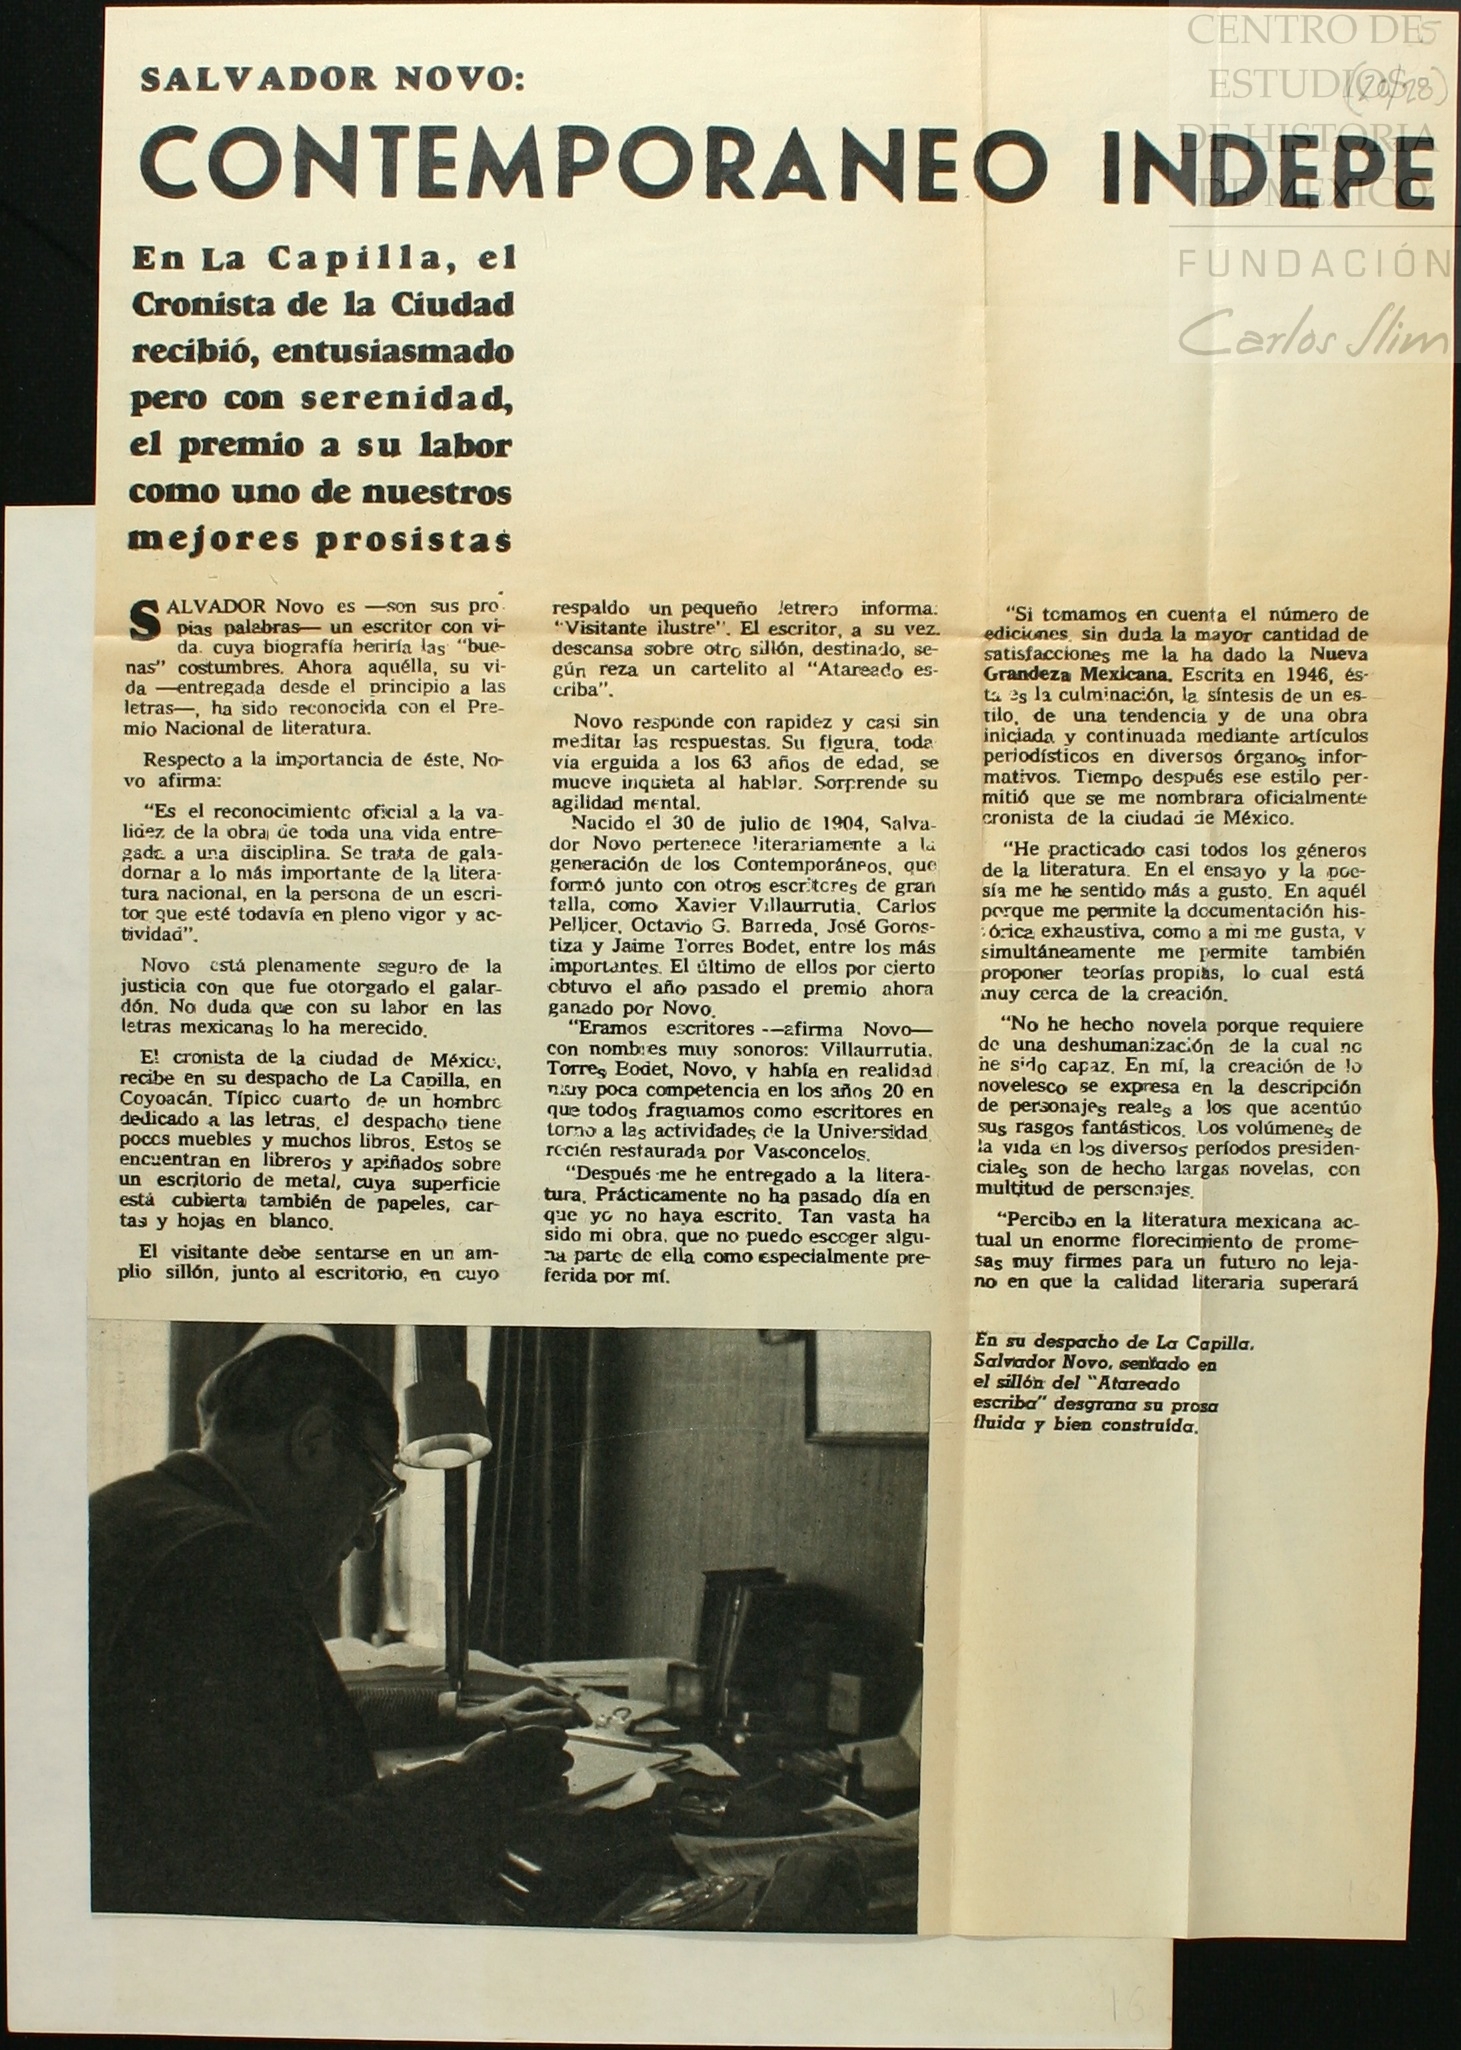 CENTRO DE
ESTUDIOS
DE HISTORIA
DE MEXICO
FUNDACIÓN
Carlos Slim
5
SALVADOR NOVO:
CONTEMPORANEO INDEPE
En La Capilla, el
Cronista de la Ciudad
recibió, entusiasmado
pero con serenidad,
el premio a su labor
como uno de nuestros
mejores prosistas
SALVADOR Novo es —son sus pro
pias palabras— un escritor con vi-
da cuya biografía heriría las "bue-
nas" costumbres. Ahora aquélla, su vi-
da —entregada desde el principio a las
letras—, ha sido reconocida con el Pre-
mio Nacional de literatura.
Respecto a la importancia de éste, No-
vo afirma:
"Es el reconocimiento oficial a la va-
lidez de la obra de toda una vida entre-
gada a una disciplina. Se trata de gala-
dornar a lo más importante de la litera-
tura nacional, en la persona de un escri-
tor que esté todavía en pleno vigor y ac-
tividad".
Novo está plenamente seguro de la
justicia con que fue otorgado el galar-
dón. No duda que con su labor en las
letras mexicanas lo ha merecido.
El cronista de la ciudad de México,
recibe en su despacho de La Capilla, en
Coyoacán. Típico cuarto de un hombre
dedicado a las letras, el despacho tiene
pocos muebles y muchos libros. Estos se
encuentran en libreros y apiñados sobre
un escritorio de metal, cuya superficie
está cubierta también de papeles, car-
tas y hojas en blanco.
El visitante debe sentarse en un am-
plio sillón, junto al escritorio, en cuyo
respaldo un pequeño letrero informa:
"Visitante ilustre". El escritor, a su vez,
descansa sobre otro sillón, destinado, se-
gún reza un cartelito al "Atareado es-
criba".
Novo responde con rapidez y casi sin
meditar las respuestas. Su figura, toda
vía erguida a los 63 años de edad, se
mueve inquieta al hablar. Sorprende su
agilidad mental.
Nacido el 30 de julio de 1904, Salva-
dor Novo pertenece literariamente a la
generación de los Contemporáneos, que
formó junto con otros escritores de gran
talla, como Xavier Villaurrutia, Carlos
Pellicer, Octavio G. Barreda, José Goros-
tiza y Jaime Torres Bodet, entre los más
importantes. El último de ellos por cierto
obtuvo el año pasado el premio ahora
ganado por Novo.
"Eramos escritores —afirma Novo—
con nombres muy sonoros: Villaurrutia,
Torres Bodet, Novo, y había en realidad
muy poca competencia en los años 20 en
que todos fraguamos como escritores en
torno a las actividades de la Universidad
recién restaurada por Vasconcelos.
"Después me he entregado a la litera-
tura. Prácticamente no ha pasado día en
que yo no haya escrito. Tan vasta ha
sido mi obra, que no puedo escoger algu-
na parte de ella como especialmente pre-
ferida por mí.
"Si tomamos en cuenta el número de
ediciones, sin duda la mayor cantidad de
satisfacciones me la ha dado la Nueva
Grandeza Mexicana. Escrita en 1946, és-
ta es la culminación, la síntesis de un es-
tilo, de una tendencia y de una obra
iniciada y continuada mediante artículos
periodísticos en diversos órganos infor-
mativos. Tiempo después ese estilo per-
mitió que se me nombrara oficialmente
cronista de la ciudad de México.
"He practicado casi todos los géneros
de la literatura. En el ensayo y la poe-
sía me he sentido más a gusto. En aquél
porque me permite la documentación his-
tórica exhaustiva, como a mi me gusta, y
simultáneamente me permite también
proponer teorías propias, lo cual está
muy cerca de la creación.
"No he hecho novela porque requiere
de una deshumanización de la cual no
he sido capaz. En mí, la creación de lo
novelesco se expresa en la descripción
de personajes reales a los que acentúo
sus rasgos fantásticos. Los volúmenes de
la vida en los diversos períodos presiden-
ciales son de hecho largas novelas, con
multitud de personajes.
"Percibo en la literatura mexicana ac-
tual un enorme florecimiento de prome-
sas muy firmes para un futuro no leja-
no en que la calidad literaria superará
En su despacho de La Capilla,
Salvador Novo, sentado en
el sillón del "Atareado
escriba" desgrana su prosa
fluida y bien construída.
16